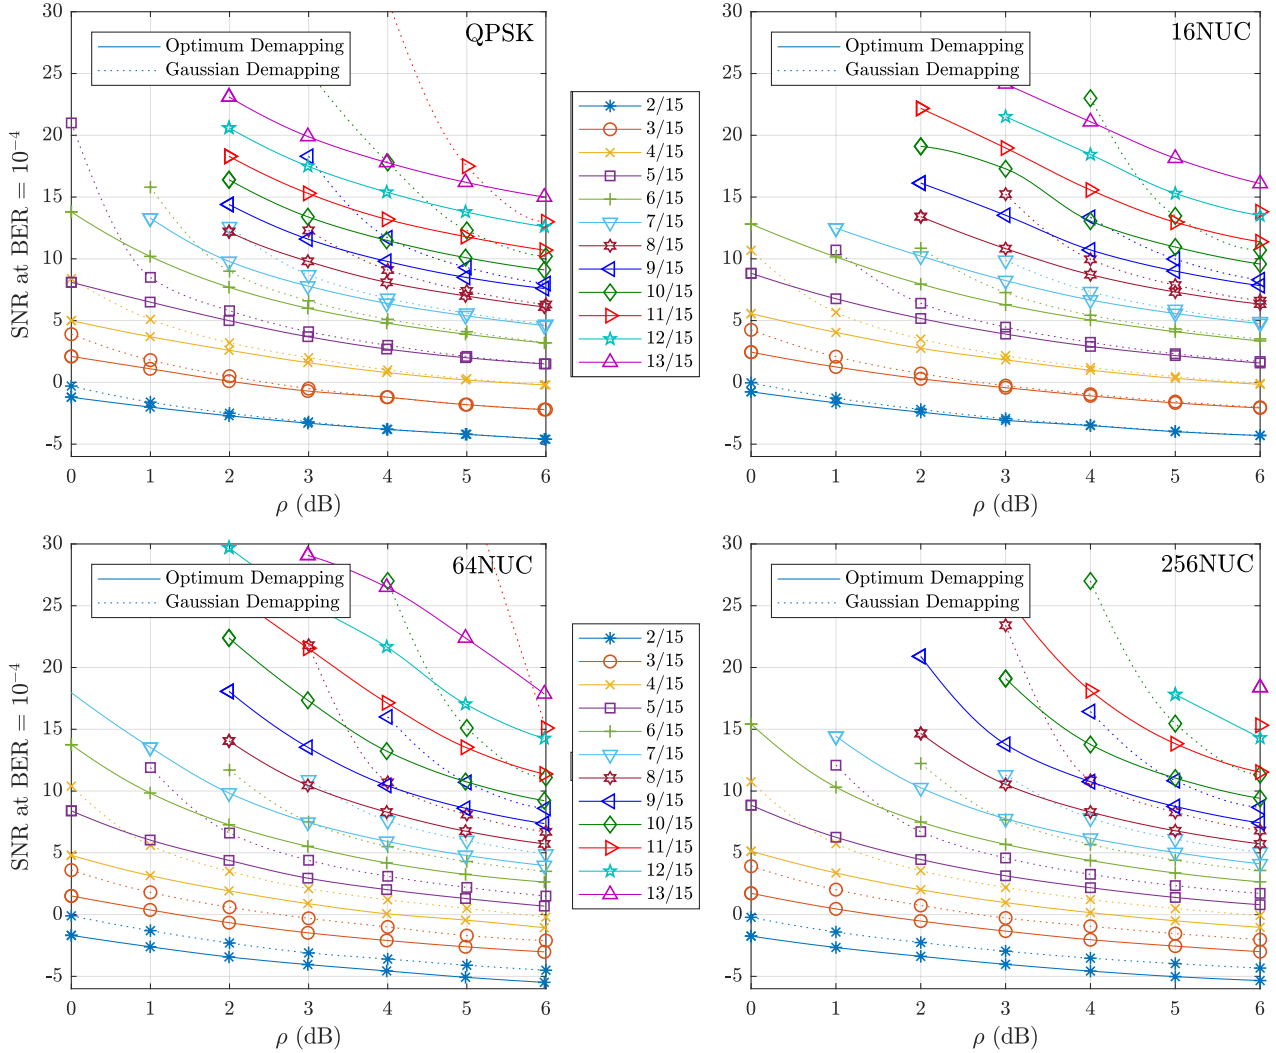 QPSK
Optimum Demapping
Gaussian Demapping
SNR at BER = 10⁻⁴
30
25
20
15
10
5
0
-5
0 1 2 3 4 5 6
ρ (dB)
2/15
3/15
4/15
5/15
6/15
7/15
8/15
9/15
10/15
11/15
12/15
13/15
16NUC
Optimum Demapping
Gaussian Demapping
30
25
20
15
10
5
0
-5
0 1 2 3 4 5 6
ρ (dB)
64NUC
Optimum Demapping
Gaussian Demapping
SNR at BER = 10⁻⁴
30
25
20
15
10
5
0
-5
0 1 2 3 4 5 6
ρ (dB)
2/15
3/15
4/15
5/15
6/15
7/15
8/15
9/15
10/15
11/15
12/15
13/15
256NUC
Optimum Demapping
Gaussian Demapping
30
25
20
15
10
5
0
-5
0 1 2 3 4 5 6
ρ (dB)